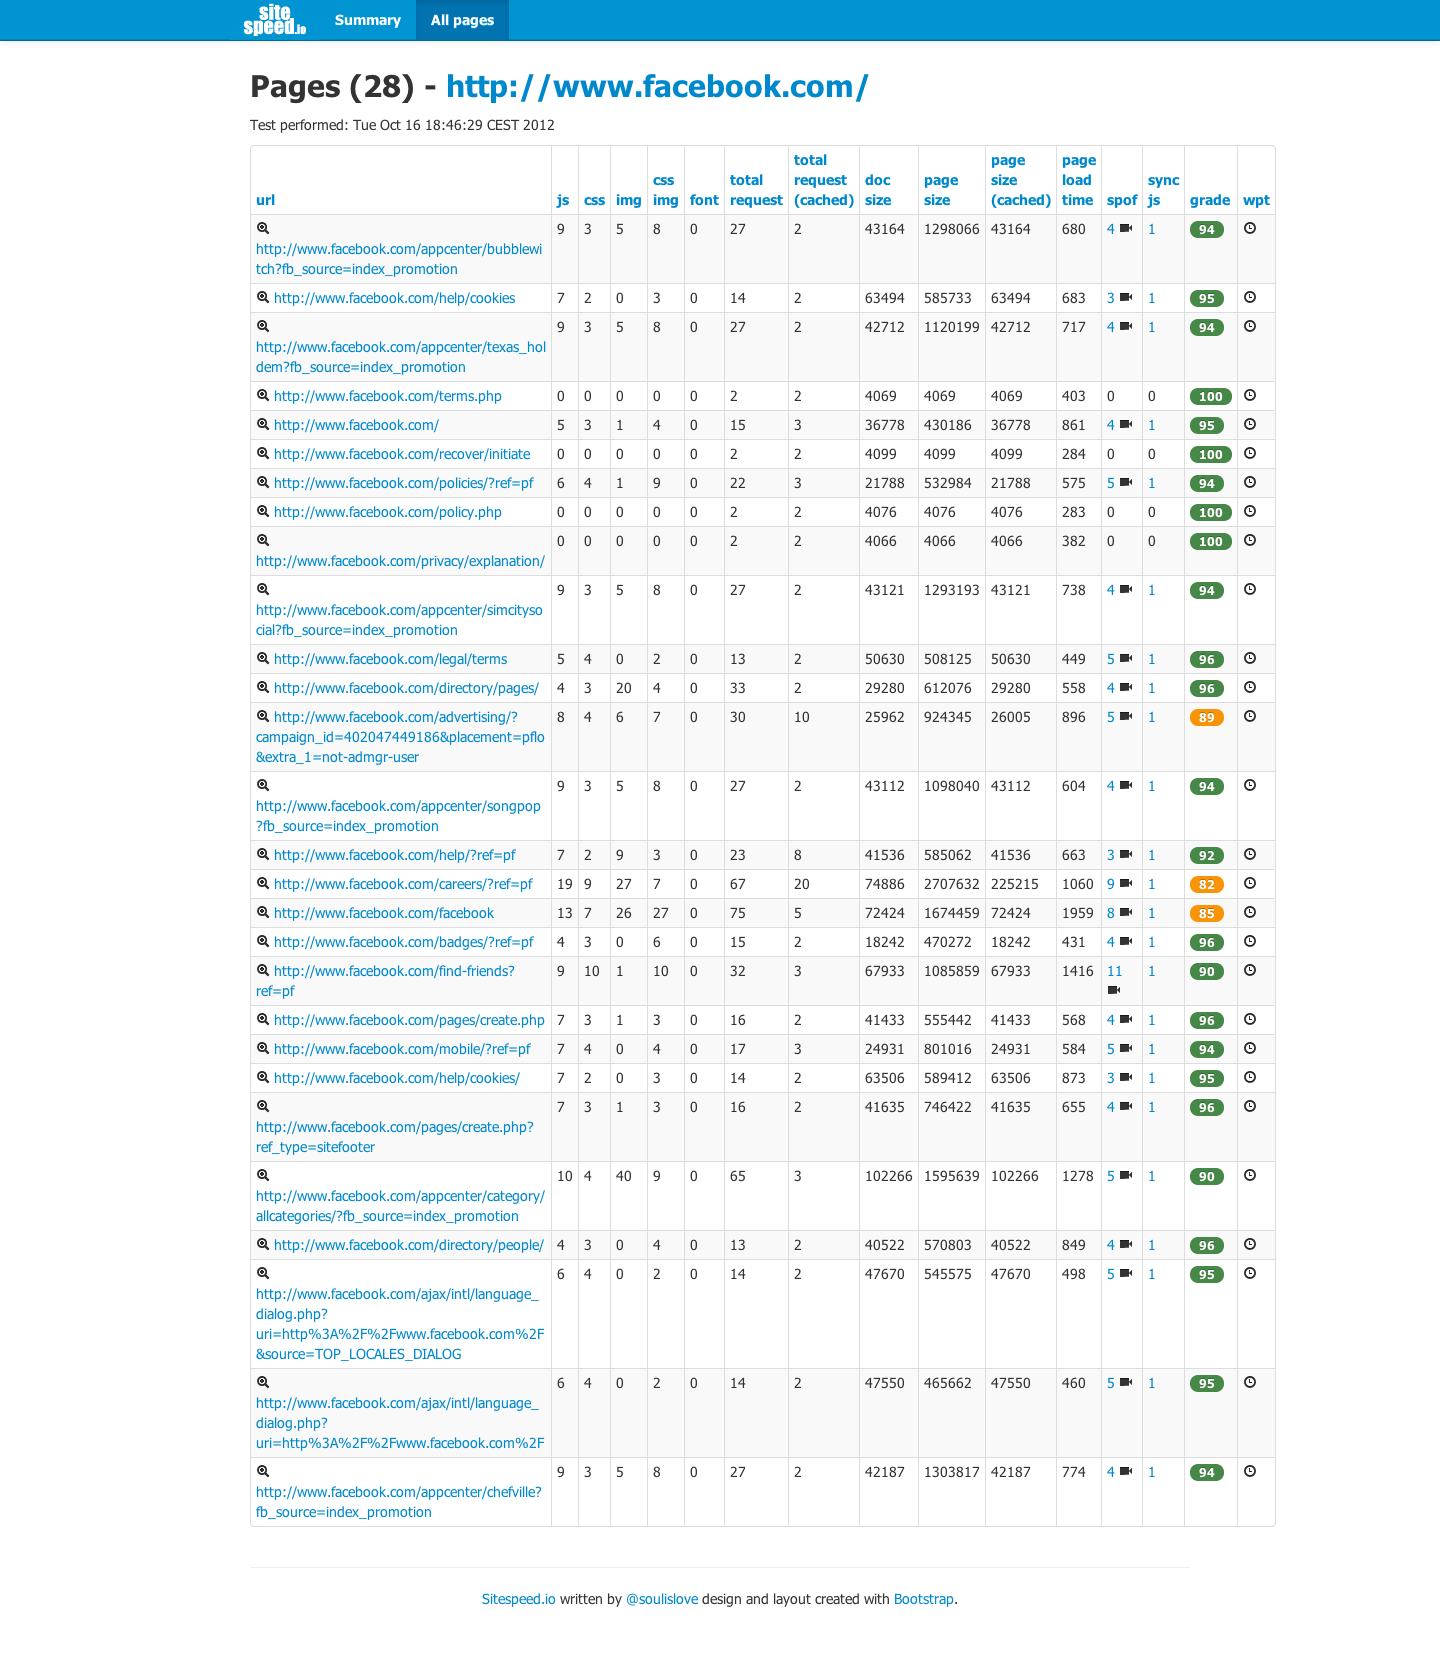 site
speed.io
Summary All pages
Pages (28) - http://www.facebook.com/
Test performed: Tue Oct 16 18:46:29 CEST 2012
url js css img css img font total request total request (cached) doc size page size page size (cached) page load time spof sync js grade wpt
http://www.facebook.com/appcenter/bubblewi 9 3 5 8 0 27 2 43164 1298066 43164 680 4 1 94
tch?fb_source=index_promotion
http://www.facebook.com/help/cookies 7 2 0 3 0 14 2 63494 585733 63494 683 3 1 95
http://www.facebook.com/appcenter/texas_hol 9 3 5 8 0 27 2 42712 1120199 42712 717 4 1 94
dem?fb_source=index_promotion
http://www.facebook.com/terms.php 0 0 0 0 0 2 2 4069 4069 4069 403 0 0 100
http://www.facebook.com/ 5 3 1 4 0 15 3 36778 430186 36778 861 4 1 95
http://www.facebook.com/recover/initiate 0 0 0 0 0 2 2 4099 4099 4099 284 0 0 100
http://www.facebook.com/policies/?ref=pf 6 4 1 9 0 22 3 21788 532984 21788 575 5 1 94
http://www.facebook.com/policy.php 0 0 0 0 0 2 2 4076 4076 4076 283 0 0 100
http://www.facebook.com/privacy/explanation/ 0 0 0 0 0 2 2 4066 4066 4066 382 0 0 100
http://www.facebook.com/appcenter/simcityso 9 3 5 8 0 27 2 43121 1293193 43121 738 4 1 94
cial?fb_source=index_promotion
http://www.facebook.com/legal/terms 5 4 0 2 0 13 2 50630 508125 50630 449 5 1 96
http://www.facebook.com/directory/pages/ 4 3 20 4 0 33 2 29280 612076 29280 558 4 1 96
http://www.facebook.com/advertising/? 8 4 6 7 0 30 10 25962 924345 26005 896 5 1 89
campaign_id=402047449186&placement=pflo
&extra_1=not-admgr-user
http://www.facebook.com/appcenter/songpop 9 3 5 8 0 27 2 43112 1098040 43112 604 4 1 94
?fb_source=index_promotion
http://www.facebook.com/help/?ref=pf 7 2 9 3 0 23 8 41536 585062 41536 663 3 1 92
http://www.facebook.com/careers/?ref=pf 19 9 27 7 0 67 20 74886 2707632 225215 1060 9 1 82
http://www.facebook.com/facebook 13 7 26 27 0 75 5 72424 1674459 72424 1959 8 1 85
http://www.facebook.com/badges/?ref=pf 4 3 0 6 0 15 2 18242 470272 18242 431 4 1 96
http://www.facebook.com/find-friends? 9 10 1 10 0 32 3 67933 1085859 67933 1416 11 1 90
ref=pf
http://www.facebook.com/pages/create.php 7 3 1 3 0 16 2 41433 555442 41433 568 4 1 96
http://www.facebook.com/mobile/?ref=pf 7 4 0 4 0 17 3 24931 801016 24931 584 5 1 94
http://www.facebook.com/help/cookies/ 7 2 0 3 0 14 2 63506 589412 63506 873 3 1 95
http://www.facebook.com/pages/create.php? 7 3 1 3 0 16 2 41635 746422 41635 655 4 1 96
ref_type=sitefooter
http://www.facebook.com/appcenter/category/ 10 4 40 9 0 65 3 102266 1595639 102266 1278 5 1 90
allcategories/?fb_source=index_promotion
http://www.facebook.com/directory/people/ 4 3 0 4 0 13 2 40522 570803 40522 849 4 1 96
http://www.facebook.com/ajax/intl/language_ 6 4 0 2 0 14 2 47670 545575 47670 498 5 1 95
dialog.php?
uri=http%3A%2F%2Fwww.facebook.com%2F
&source=TOP_LOCALES_DIALOG
http://www.facebook.com/ajax/intl/language_ 6 4 0 2 0 14 2 47550 465662 47550 460 5 1 95
dialog.php?
uri=http%3A%2F%2Fwww.facebook.com%2F
http://www.facebook.com/appcenter/chefville? 9 3 5 8 0 27 2 42187 1303817 42187 774 4 1 94
fb_source=index_promotion
Sitespeed.io written by @soulislove design and layout created with Bootstrap.